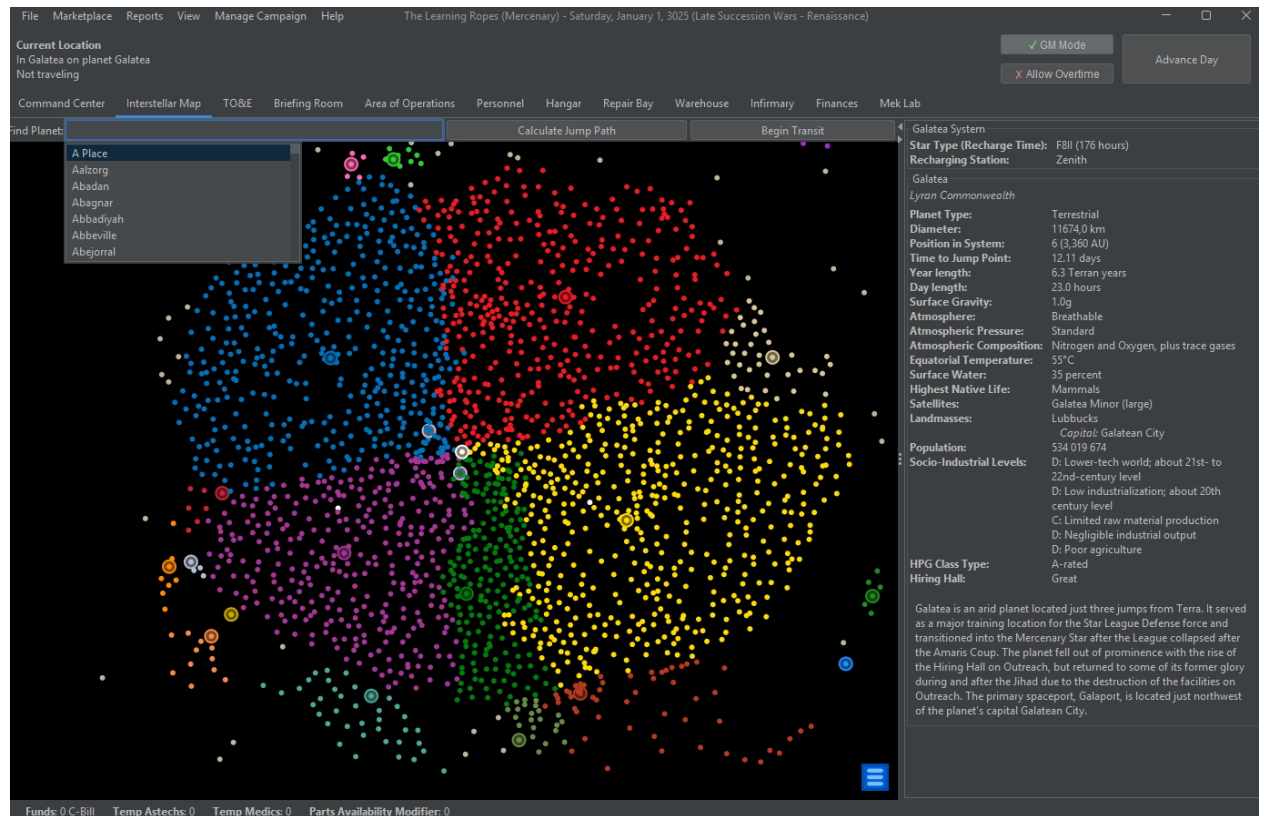 File Marketplace Reports View Manage Campaign Help The Learning Ropes (Mercenary) - Saturday, January 1, 3025 (Late Succession Wars - Renaissance)
Current Location
In Galatea on planet Galatea
Not traveling
✓ GM Mode
✗ Allow Overtime
Advance Day
Command Center Interstellar Map TO&E Briefing Room Area of Operations Personnel Hangar Repair Bay Warehouse Infirmary Finances Mek Lab
ind Planet: Calculate Jump Path Begin Transit
A Place
Aalzorg
Abadan
Abagnar
Abbadiyah
Abbeville
Abejorral
Galatea System
Star Type (Recharge Time): F8II (176 hours)
Recharging Station: Zenith
Galatea
Lyran Commonwealth
Planet Type: Terrestrial
Diameter: 11674,0 km
Position in System: 6 (3,360 AU)
Time to Jump Point: 12.11 days
Year length: 6.3 Terran years
Day length: 23.0 hours
Surface Gravity: 1.0g
Atmosphere: Breathable
Atmospheric Pressure: Standard
Atmospheric Composition: Nitrogen and Oxygen, plus trace gases
Equatorial Temperature: 55°C
Surface Water: 35 percent
Highest Native Life: Mammals
Satellites: Galatea Minor (large)
Landmasses: Lubbucks
Capital: Galatean City
Population: 534 019 674
Socio-Industrial Levels: D: Lower-tech world; about 21st- to
22nd-century level
D: Low industrialization; about 20th
century level
C: Limited raw material production
D: Negligible industrial output
D: Poor agriculture
HPG Class Type: A-rated
Hiring Hall: Great
Galatea is an arid planet located just three jumps from Terra. It served
as a major training location for the Star League Defense force and
transitioned into the Mercenary Star after the League collapsed after
the Amaris Coup. The planet fell out of prominence with the rise of
the Hiring Hall on Outreach, but returned to some of its former glory
during and after the Jihad due to the destruction of the facilities on
Outreach. The primary spaceport, Galaport, is located just northwest
of the planet's capital Galatean City.
Funds: 0 C-Bill Temp Astechs: 0 Temp Medics: 0 Parts Availability Modifier: 0